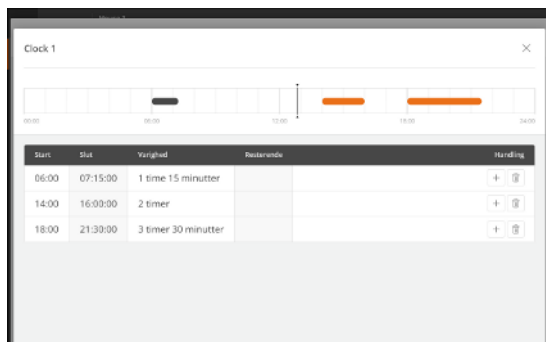 Clock 1
00:00 06:00 12:00 18:00 24:00
Start Slut Varighed Resterende Handling
06:00 07:15:00 1 time 15 minutter
14:00 16:00:00 2 timer
18:00 21:30:00 3 timer 30 minutter